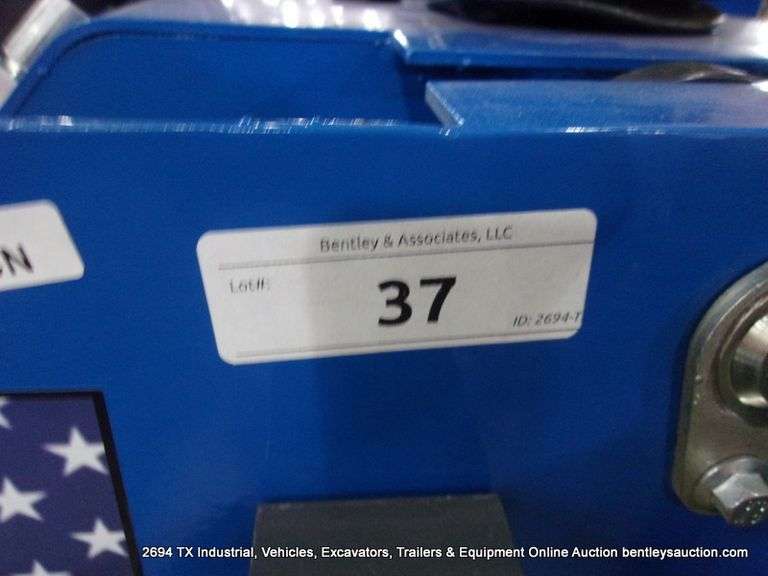 Bentley & Associates, LLC
Lot#:
37
ID: 2694-T
N
2694 TX Industrial, Vehicles, Excavators, Trailers & Equipment Online Auction bentleysauction.com